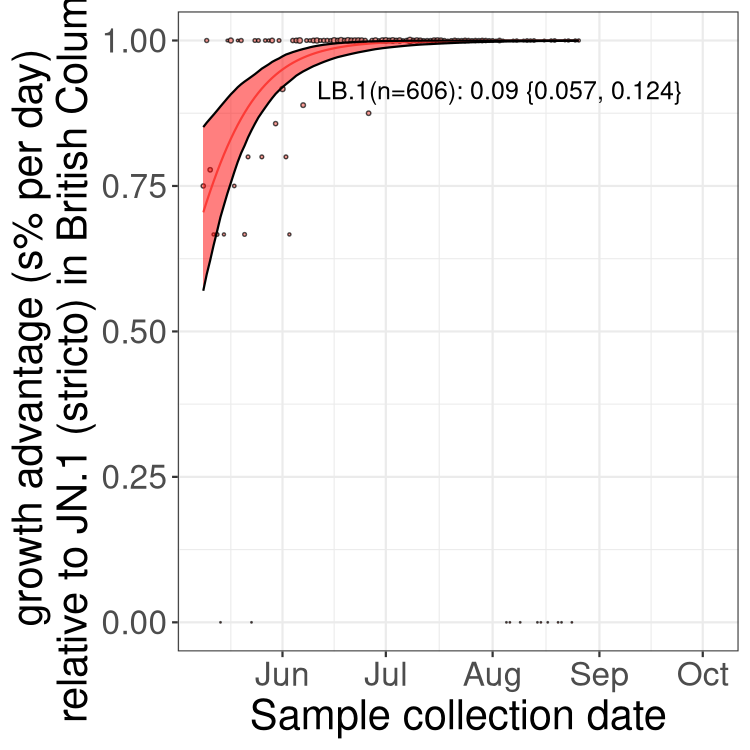 growth advantage (s% per day)
relative to JN.1 (stricto) in British Colum
1.00
0.75
0.50
0.25
0.00
LB.1(n=606): 0.09 {0.057, 0.124}
Jun Jul Aug Sep Oct
Sample collection date